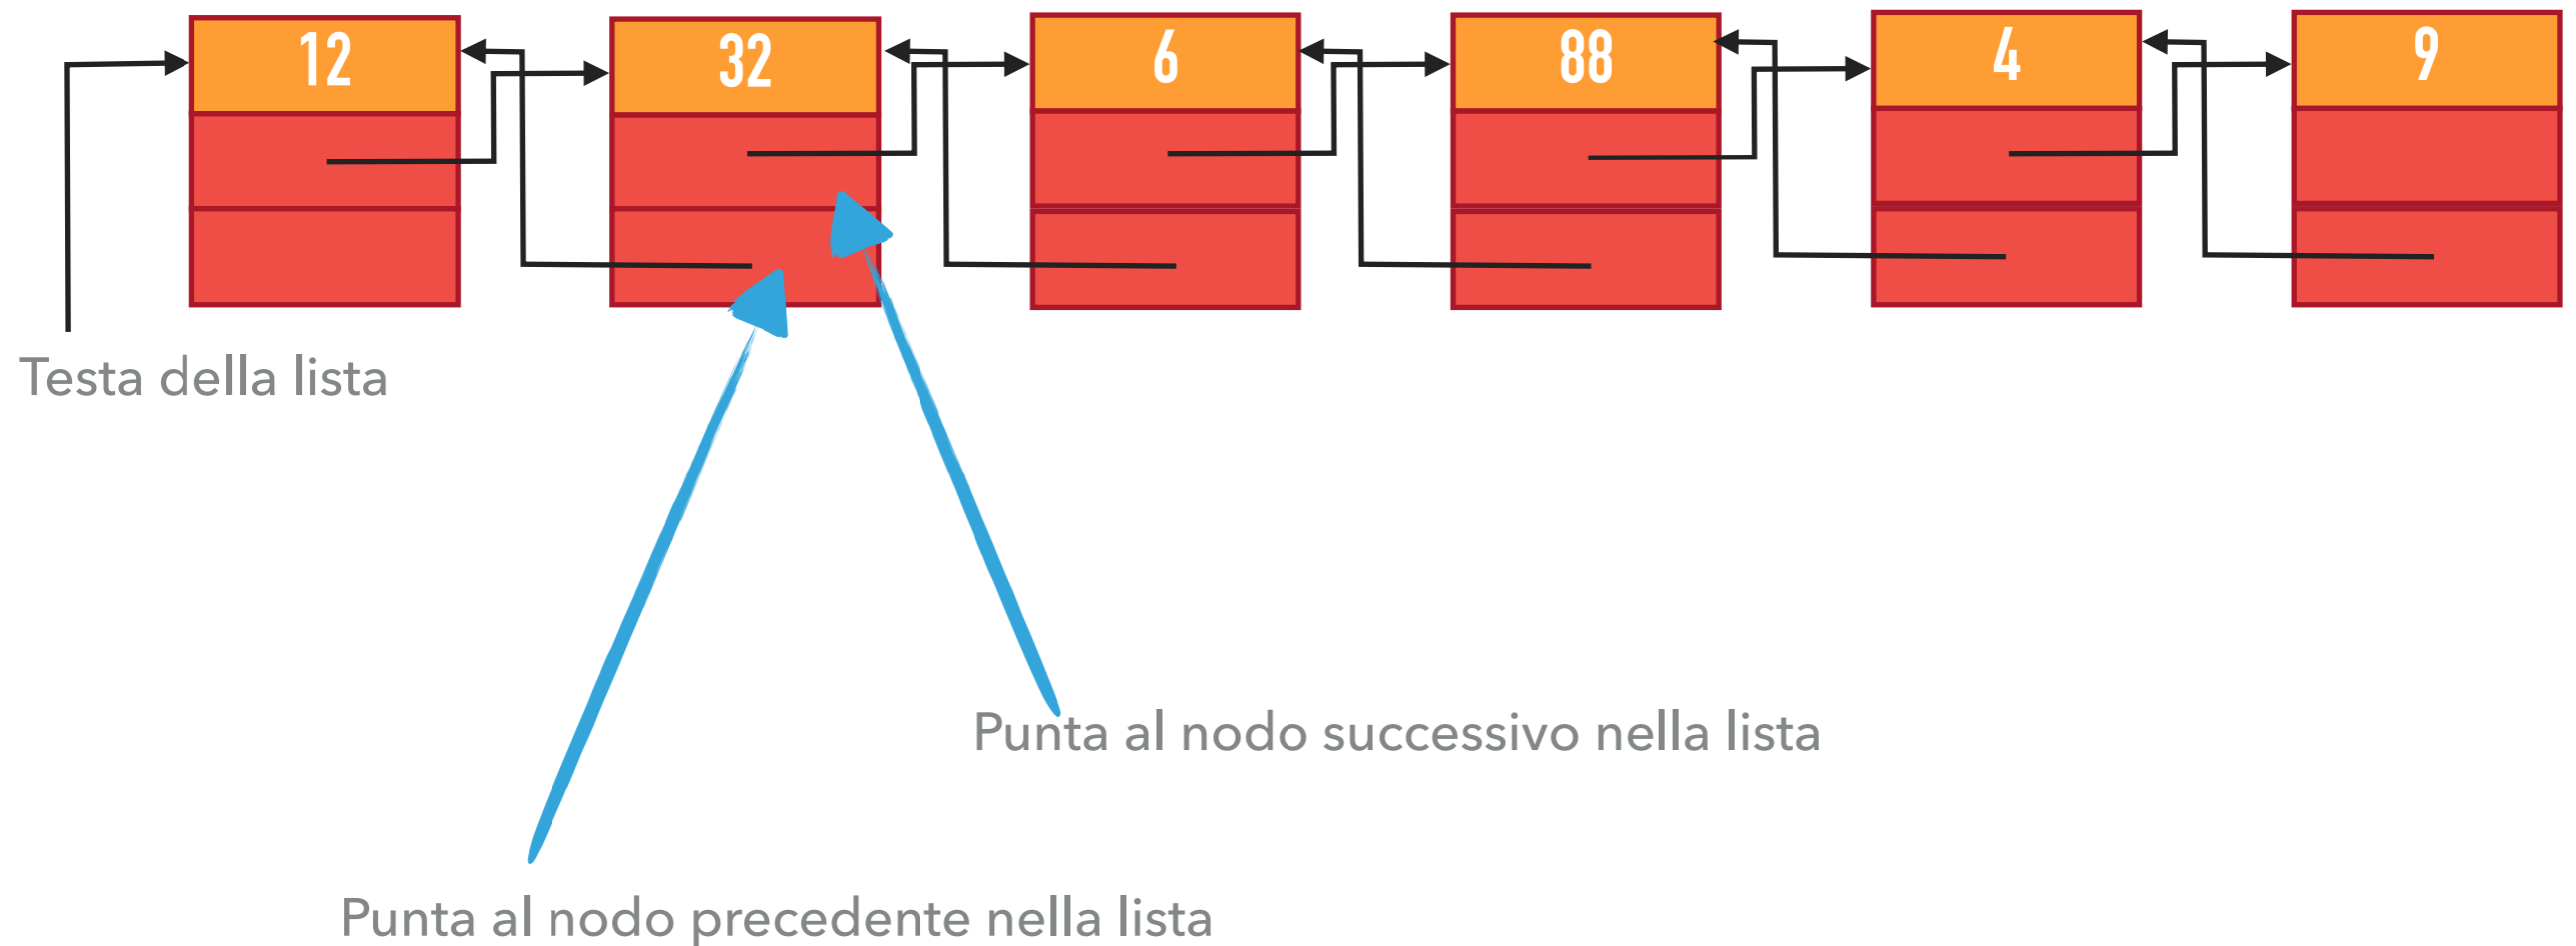 12
32
6
88
4
9
Testa della lista
Punta al nodo successivo nella lista
Punta al nodo precedente nella lista